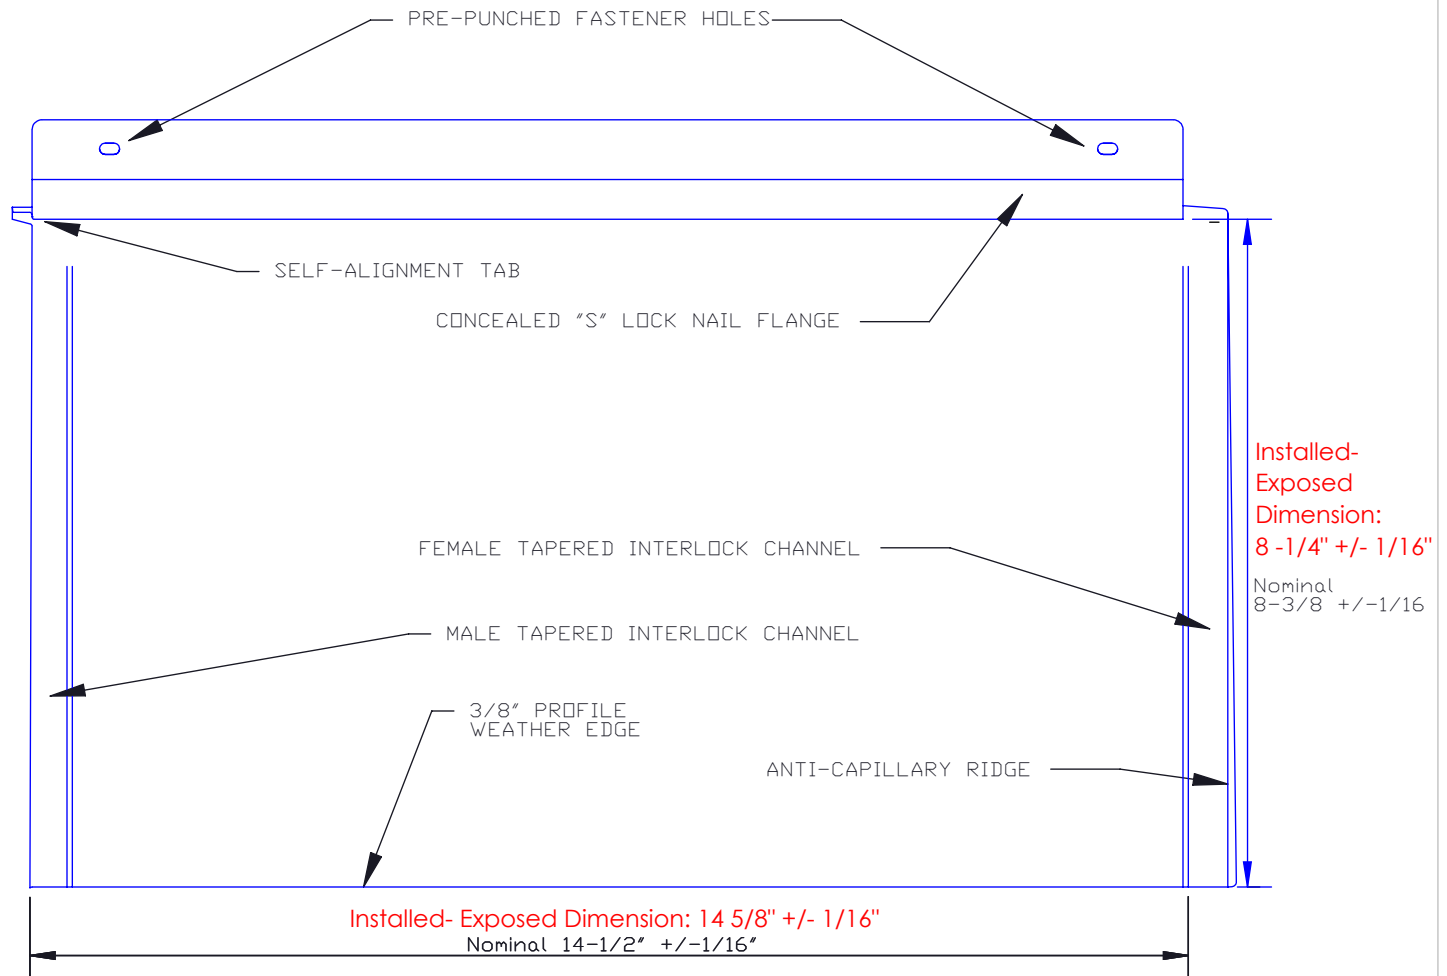 PRE-PUNCHED FASTENER HOLES
SELF-ALIGNMENT TAB
CONCEALED "S" LOCK NAIL FLANGE
Installed-
Exposed
Dimension:
8 -1/4" +/- 1/16"
Nominal
8-3/8 +/-1/16
FEMALE TAPERED INTERLOCK CHANNEL
MALE TAPERED INTERLOCK CHANNEL
3/8" PROFILE
WEATHER EDGE
ANTI-CAPILLARY RIDGE
Installed- Exposed Dimension: 14 5/8" +/- 1/16"
Nominal 14-1/2" +/-1/16"